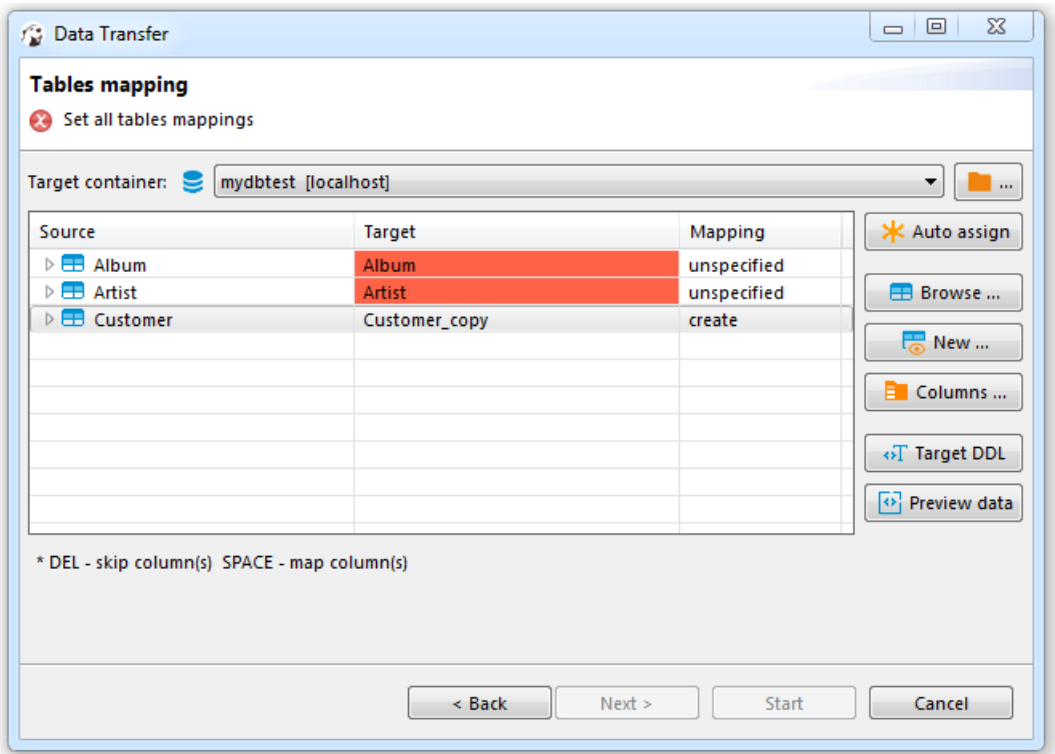 Data Transfer
Tables mapping
Set all tables mappings
Target container: mydbtest [localhost] ...
Source Target Mapping Auto assign
Album Album unspecified
Artist Artist unspecified Browse ...
Customer Customer_copy create
New ...
Columns ...
Target DDL
Preview data
* DEL - skip column(s) SPACE - map column(s)
< Back Next > Start Cancel